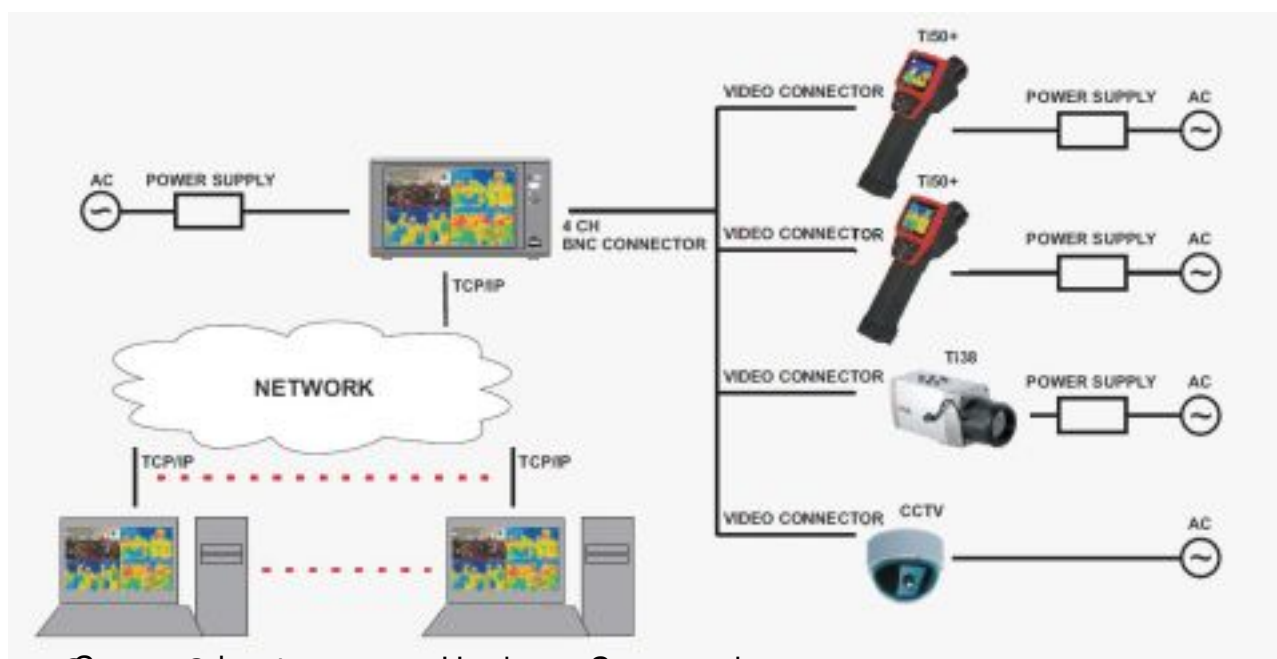 Ti50+
VIDEO CONNECTOR
POWER SUPPLY
AC
AC
POWER SUPPLY
4 CH
BNC CONNECTOR
Ti50+
VIDEO CONNECTOR
POWER SUPPLY
AC
TCP/IP
NETWORK
Ti38
VIDEO CONNECTOR
POWER SUPPLY
AC
TCP/IP
TCP/IP
VIDEO CONNECTOR
CCTV
AC